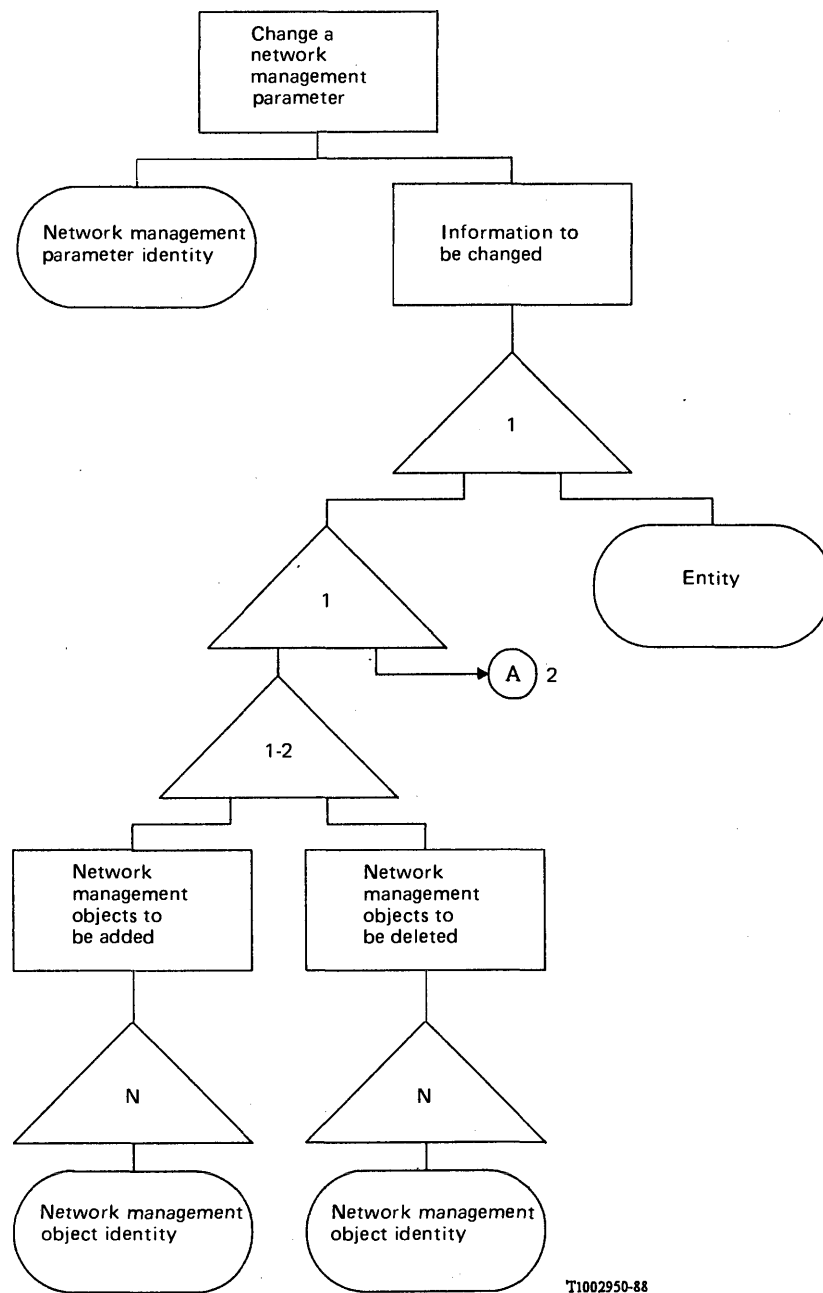 Change a
network
management
parameter
Network management
parameter identity
Information to
be changed
1
1
Entity
A 2
1-2
Network
management
objects to
be added
Network
management
objects to
be deleted
N
N
Network management
object identity
Network management
object identity
T1002950-88